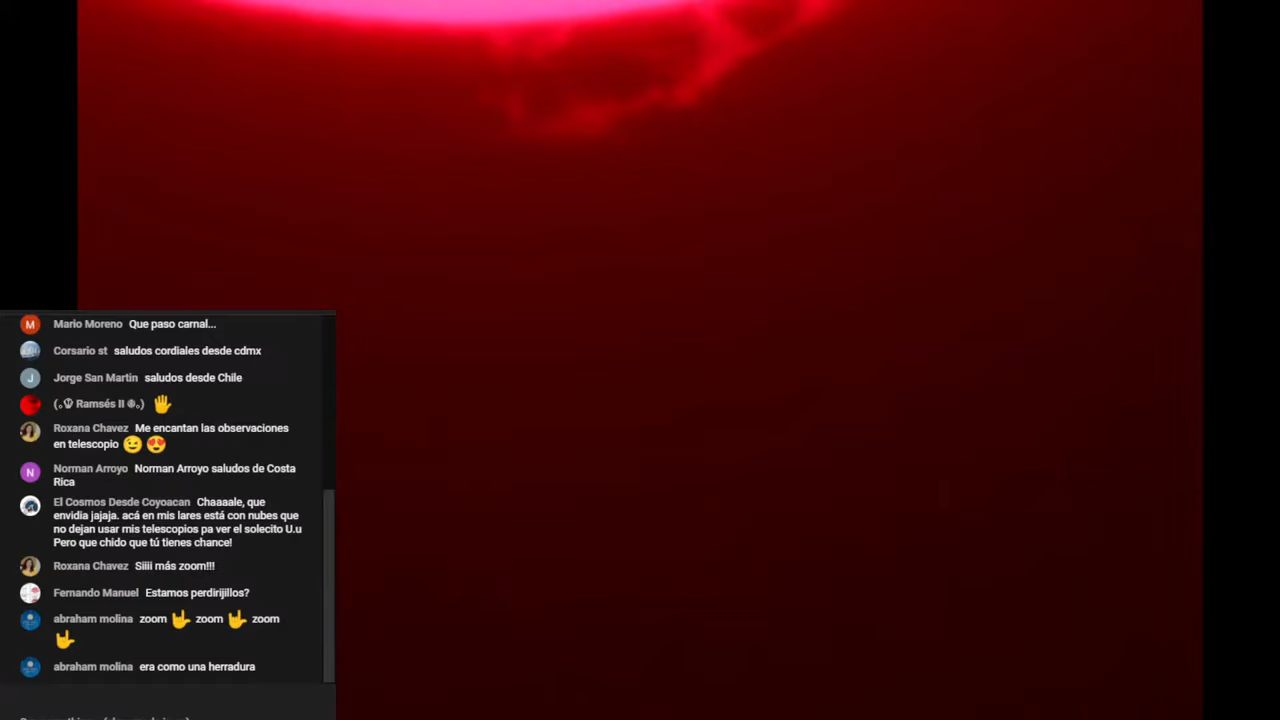 Mario Moreno Que paso carnal...
Corsario st saludos cordiales desde cdmx
Jorge San Martin saludos desde Chile
Ramsés II
Roxana Chavez Me encantan las observaciones
en telescopio
Norman Arroyo Norman Arroyo saludos de Costa
Rica
El Cosmos Desde Coyoacan Chaaaale, que
envidia jajaja. acá en mis lares está con nubes que
no dejan usar mis telescopios pa ver el solecito U.u
Pero que chido que tú tienes chance!
Roxana Chavez Siiii más zoom!!!
Fernando Manuel Estamos perdirijillos?
abraham molina zoom 🤟 zoom 🤟 zoom
🤟
abraham molina era como una herradura